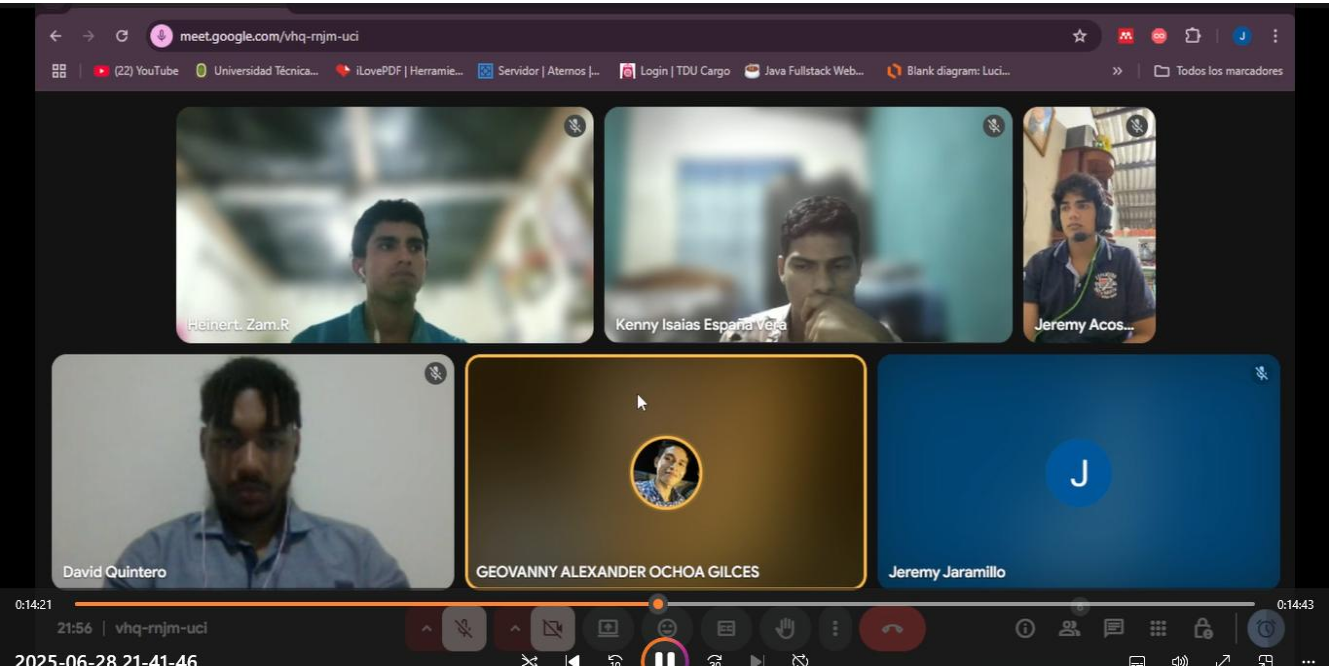 meet.google.com/vhq-rnjm-uci
J
(22) YouTube
Universidad Técnica...
iLovePDF | Herramie...
Servidor | Aternos |...
Login | TDU Cargo
Java Fullstack Web...
Blank diagram: Luci...
»
Todos los marcadores
Heinert. Zam.R
Kenny Isaias España Vera
Jeremy Acos...
David Quintero
GEOVANNY ALEXANDER OCHOA GILCES
J
Jeremy Jaramillo
0:14:21
0:14:43
21:56 | vhq-rnjm-uci
2025-06-28 21-41-46
10
30